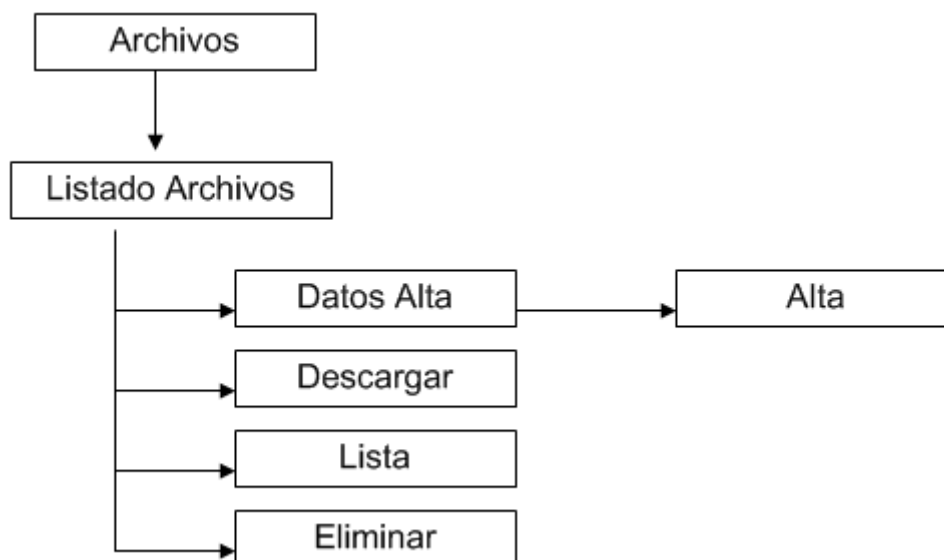 Archivos
Listado Archivos
Datos Alta
Alta
Descargar
Lista
Eliminar